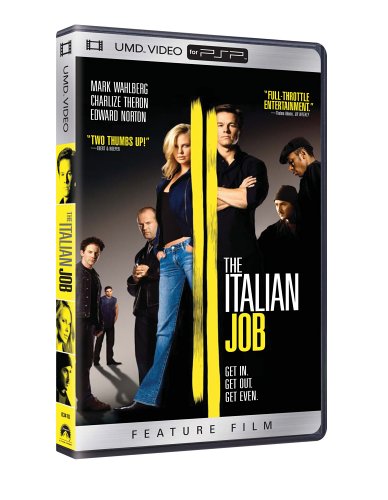 UMD. VIDEO for PSP
MARK WAHLBERG
CHARLIZE THERON
EDWARD NORTON
"TWO THUMBS UP!"
"FULL-THROTTLE
ENTERTAINMENT."
THE
ITALIAN
JOB
GET IN.
GET OUT.
GET EVEN.
FEATURE FILM
UMD. VIDEO
THE
ITALIAN JOB